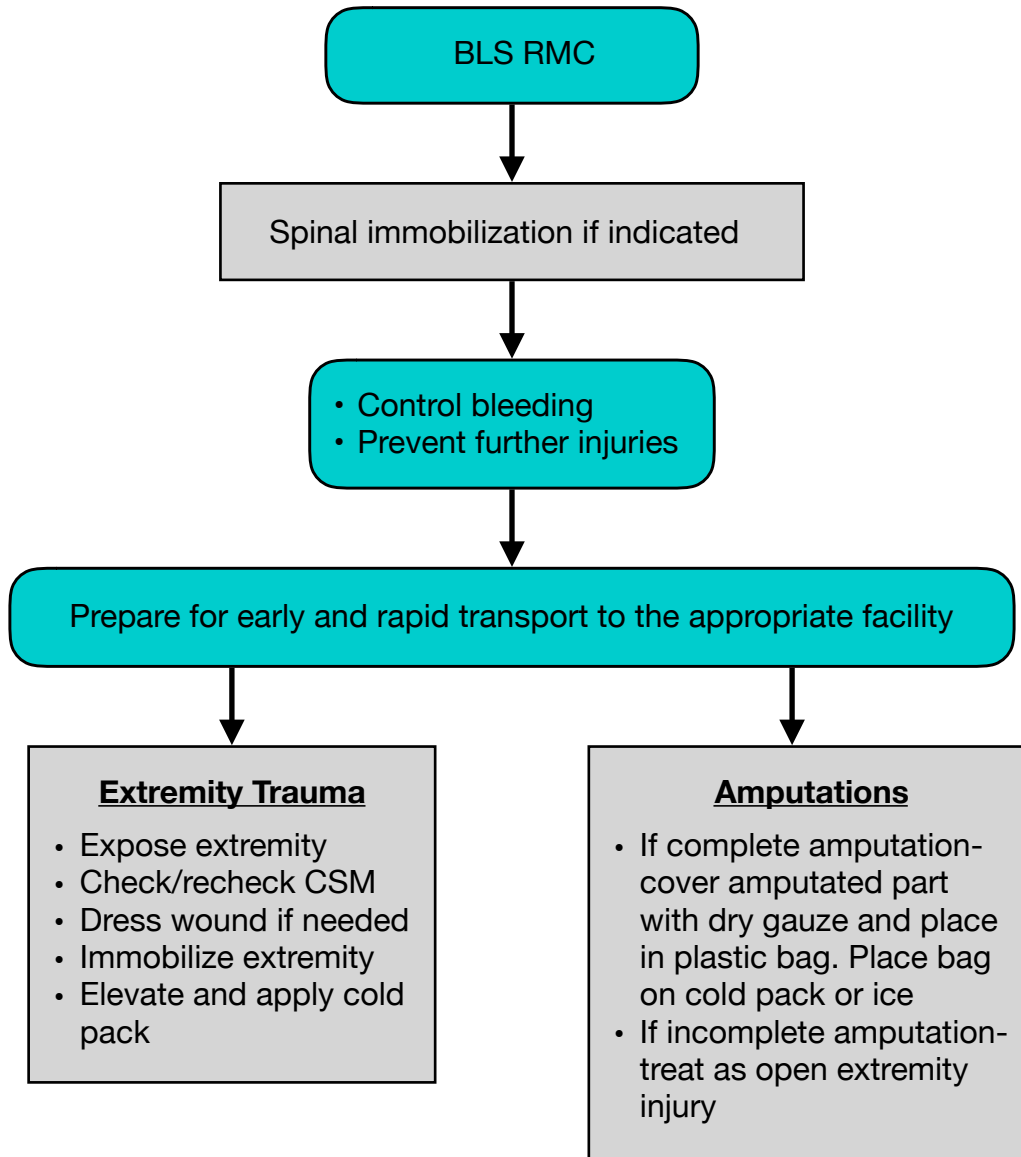 BLS RMC
Spinal immobilization if indicated
• Control bleeding
• Prevent further injuries
Prepare for early and rapid transport to the appropriate facility
Extremity Trauma
• Expose extremity
• Check/recheck CSM
• Dress wound if needed
• Immobilize extremity
• Elevate and apply cold
pack
Amputations
• If complete amputation-
cover amputated part
with dry gauze and place
in plastic bag. Place bag
on cold pack or ice
• If incomplete amputation-
treat as open extremity
injury